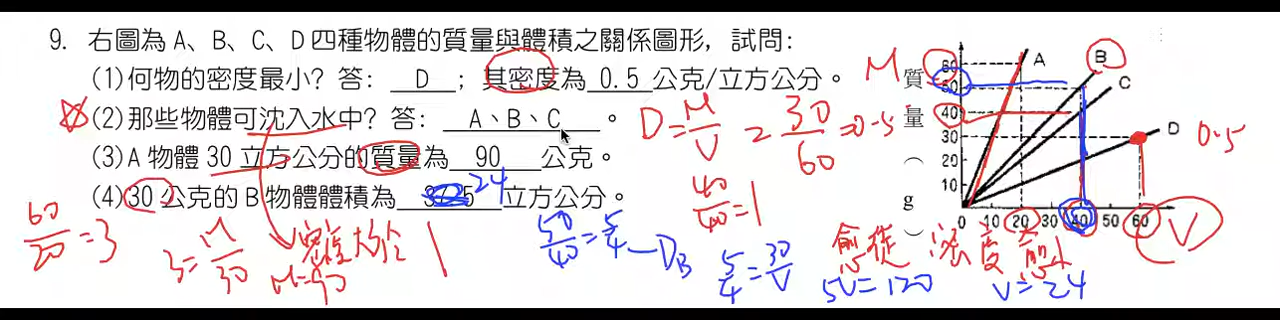 9. 右圖為 A、B、C、D 四種物體的質量與體積之關係圖形，試問：
(1)何物的密度最小？答： D ；其密度為 0.5 公克/立方公分。
(2)那些物體可沈入水中？答： A、B、C 。
(3) A 物體 30 立方公分的質量為 90 公克。
(4) 30 公克的 B 物體體積為 24 立方公分。
60/20 = 3
3 = M/30
M=90
密度大於 1
D = M/V = 30/60 = 0.5
40/40 = 1
50/40 = 5/4 — DB
5/4 = 30/V
5V = 120
V = 24
M
質量(g)
60
40
30
20
10
0 10 20 30 40 50 60
A
B
C
D
0.5
V